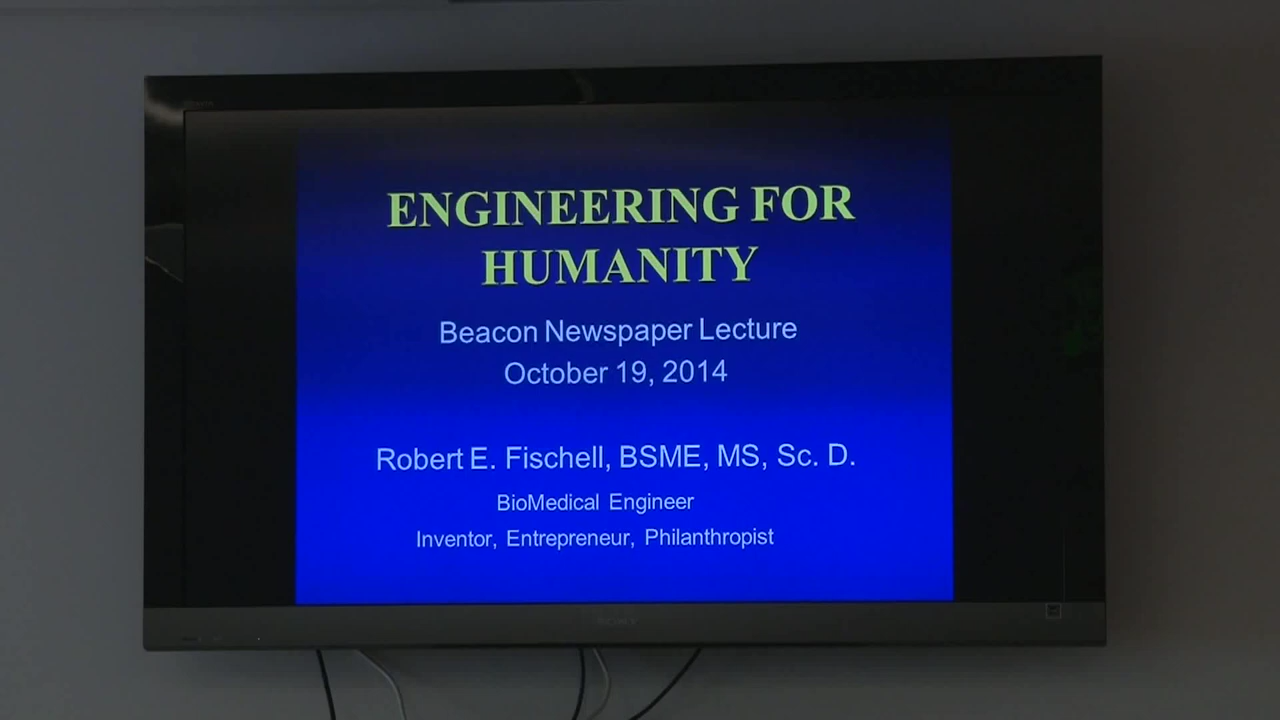 ENGINEERING FOR
HUMANITY
Beacon Newspaper Lecture
October 19, 2014
Robert E. Fischell, BSME, MS, Sc. D.
BioMedical Engineer
Inventor, Entrepreneur, Philanthropist